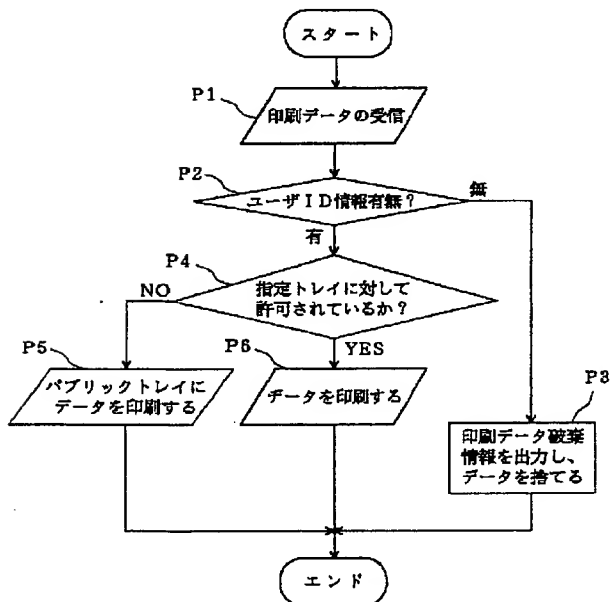 スタート
P1
印刷データの受信
P2
ユーザID情報有無?
無
有
P4
指定トレイに対して
許可されているか?
NO
YES
P5
パブリックトレイに
データを印刷する
P6
データを印刷する
P3
印刷データ破棄
情報を出力し、
データを捨てる
エンド